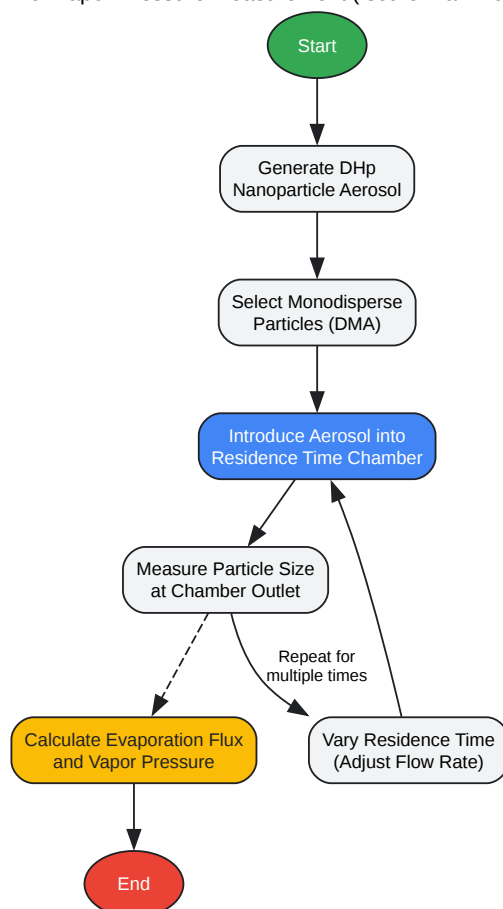 Start
Generate DHp
Nanoparticle Aerosol
Select Monodisperse
Particles (DMA)
Introduce Aerosol into
Residence Time Chamber
Measure Particle Size
at Chamber Outlet
Repeat for
multiple times
Calculate Evaporation Flux
and Vapor Pressure
Vary Residence Time
(Adjust Flow Rate)
End